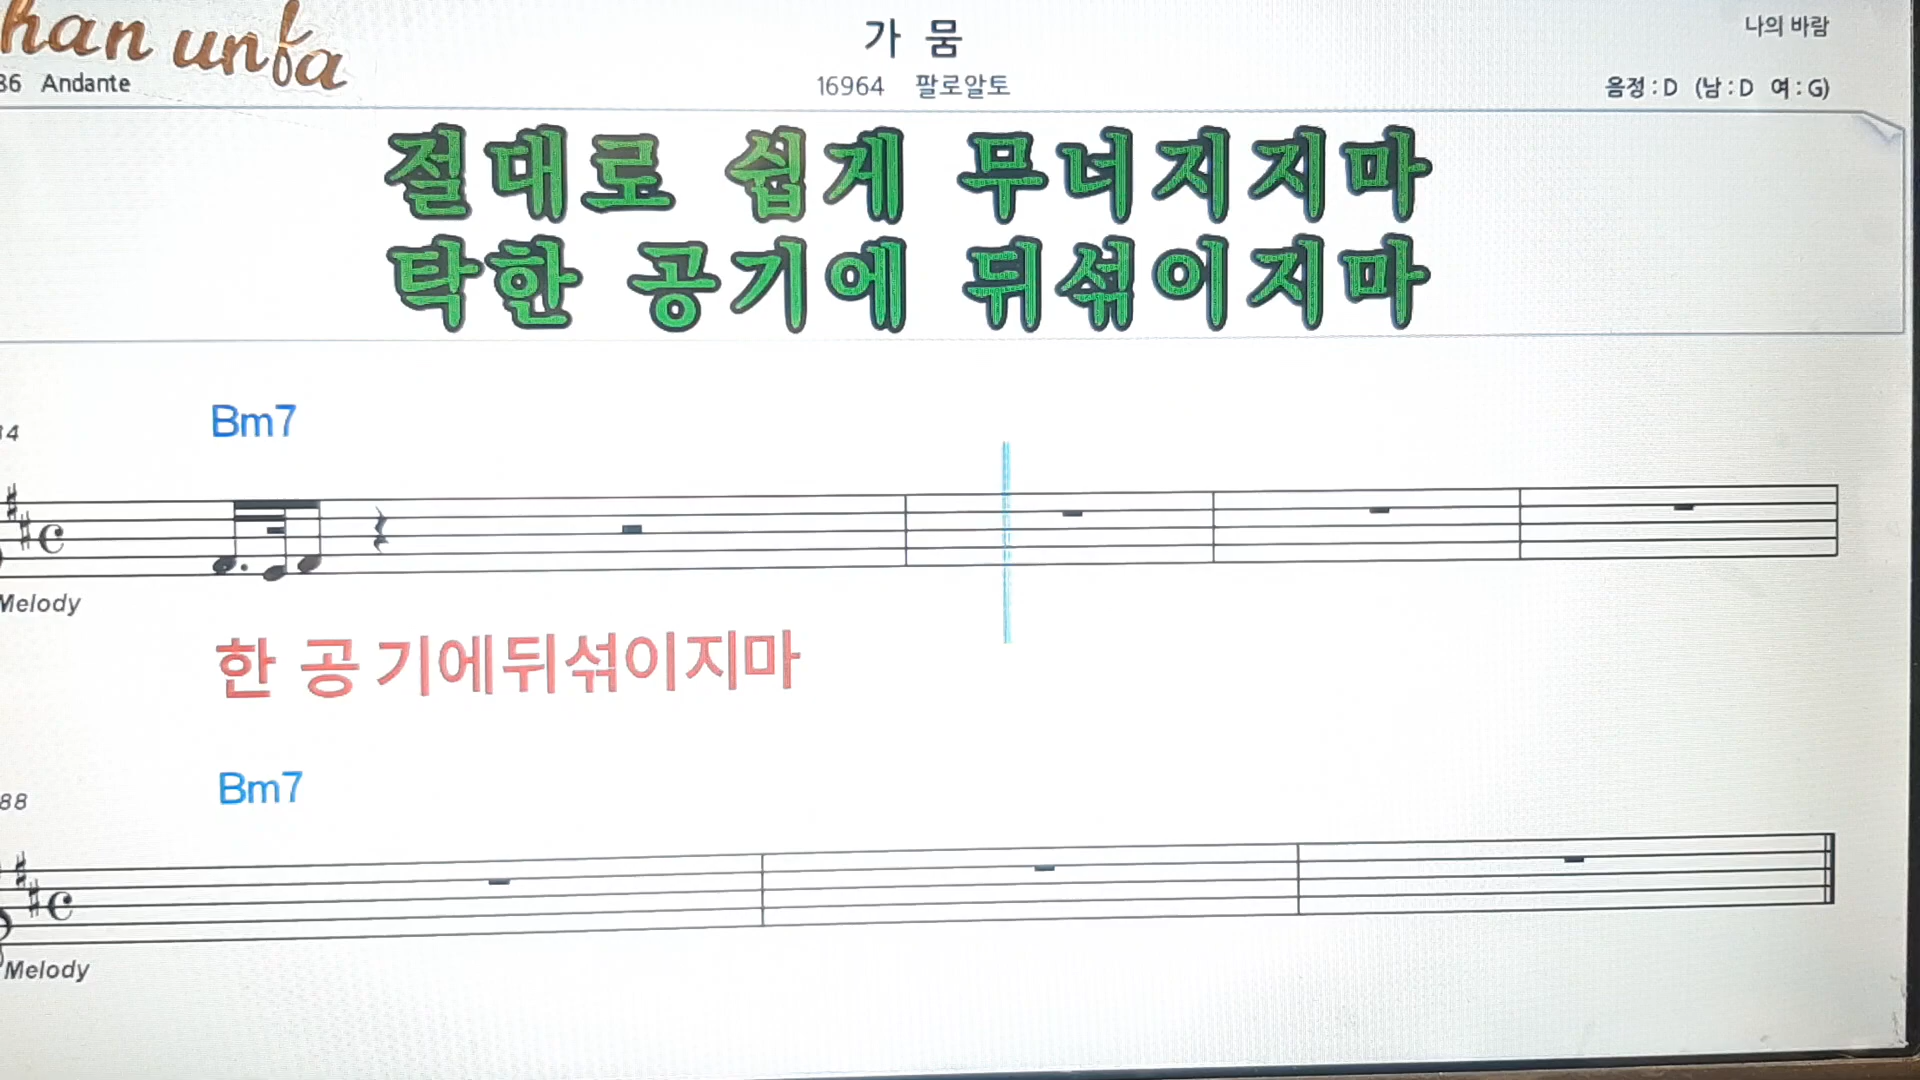 han unfa
가 뭄
나의 바람
86 Andante
16964 팔로알토
음정 : D (남 : D 여 : G)
절대로 쉽게 무너지지마
탁한 공기에 뒤섞이지마
Bm7
Melody
한 공 기에뒤섞이지마
Bm7
88
Melody